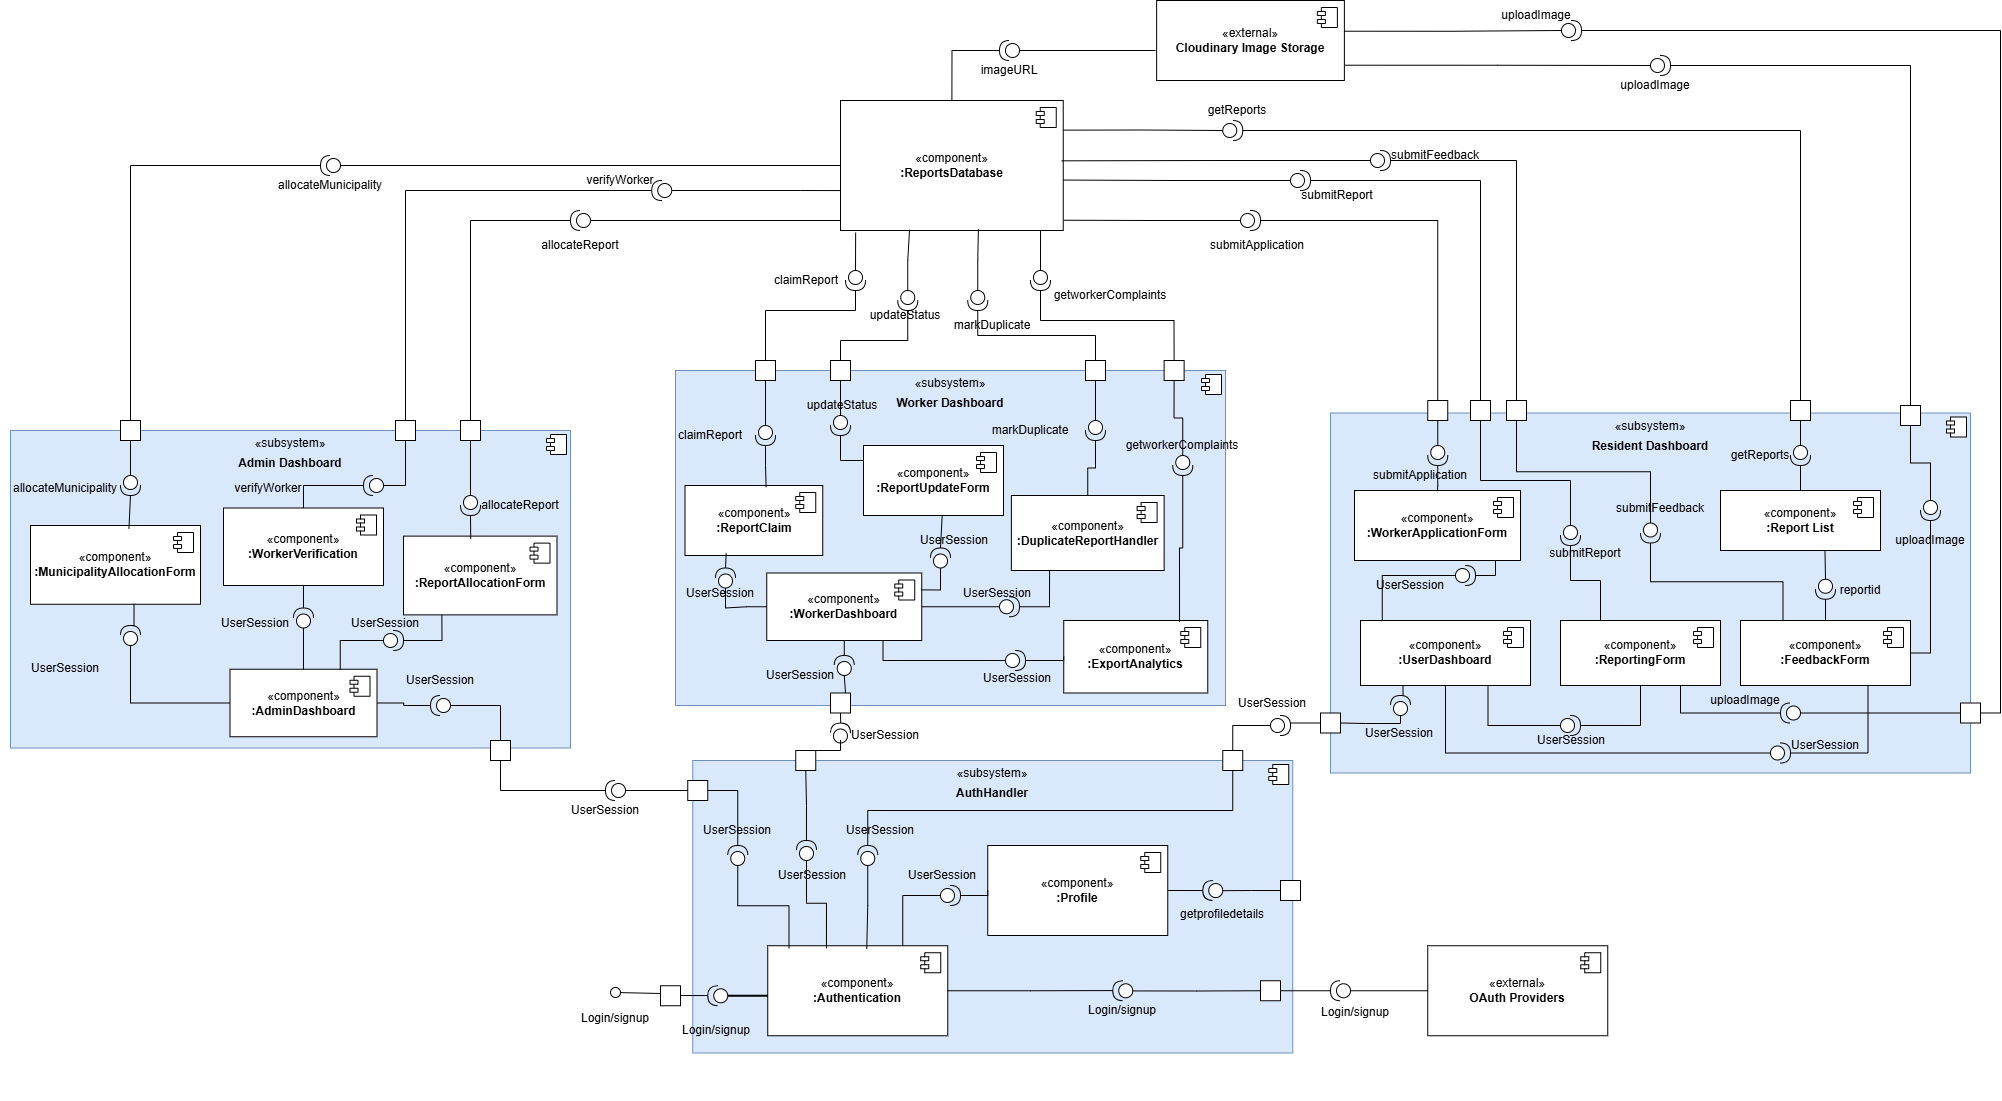 uploadImage
«external»
Cloudinary Image Storage
imageURL
uploadImage
getReports
«component»
:ReportsDatabase
submitFeedback
verifyWorker
allocateMunicipality
submitReport
allocateReport
submitApplication
claimReport
getworkerComplaints
updateStatus
markDuplicate
«subsystem»
Worker Dashboard
updateStatus
claimReport
markDuplicate
getworkerComplaints
«component»
:ReportUpdateForm
«component»
:ReportClaim
«component»
:DuplicateReportHandler
UserSession
UserSession
UserSession
«component»
:WorkerDashboard
«component»
:ExportAnalytics
UserSession
UserSession
«subsystem»
Admin Dashboard
allocateMunicipality
verifyWorker
allocateReport
«component»
:MunicipalityAllocationForm
«component»
:WorkerVerification
«component»
:ReportAllocationForm
UserSession
UserSession
UserSession
UserSession
«component»
:AdminDashboard
«subsystem»
Resident Dashboard
submitApplication
getReports
submitFeedback
«component»
:WorkerApplicationForm
«component»
:Report List
submitReport
uploadImage
UserSession
reportid
«component»
:UserDashboard
«component»
:ReportingForm
«component»
:FeedbackForm
uploadImage
UserSession
UserSession
UserSession
UserSession
UserSession
UserSession
«subsystem»
AuthHandler
UserSession
UserSession
UserSession
UserSession
«component»
:Profile
getprofiledetails
«component»
:Authentication
Login/signup
Login/signup
Login/signup
Login/signup
«external»
OAuth Providers